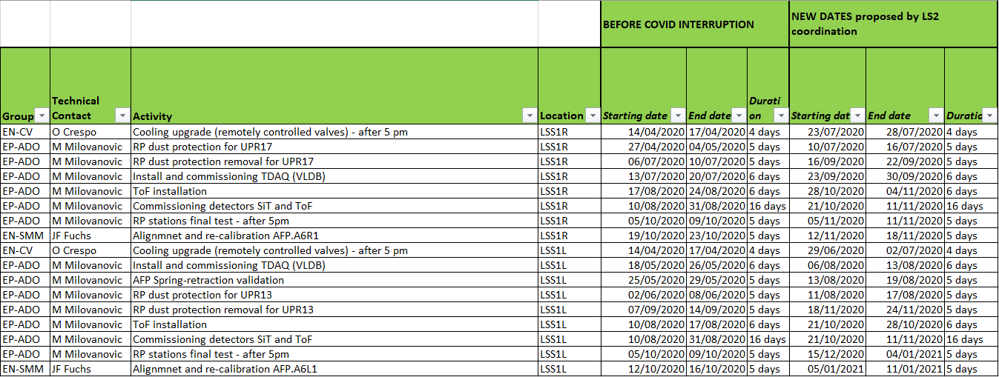 BEFORE COVID INTERRUPTION
NEW DATES proposed by LS2 coordination
Group Technical Contact Activity Location Starting date End date Durati on Starting dat End date Duratic
EN-CV O Crespo Cooling upgrade (remotely controlled valves) - after 5 pm LSS1R 14/04/2020 17/04/2020 4 days 23/07/2020 28/07/2020 4 days
EP-ADO M Milovanovic RP dust protection for UPR17 LSS1R 27/04/2020 04/05/2020 5 days 10/07/2020 16/07/2020 5 days
EP-ADO M Milovanovic RP dust protection removal for UPR17 LSS1R 06/07/2020 10/07/2020 5 days 16/09/2020 22/09/2020 5 days
EP-ADO M Milovanovic Install and commissioning TDAQ (VLDB) LSS1R 13/07/2020 20/07/2020 6 days 23/09/2020 30/09/2020 6 days
EP-ADO M Milovanovic ToF installation LSS1R 17/08/2020 24/08/2020 6 days 28/10/2020 04/11/2020 6 days
EP-ADO M Milovanovic Commissioning detectors SiT and ToF LSS1R 10/08/2020 31/08/2020 16 days 21/10/2020 11/11/2020 16 days
EP-ADO M Milovanovic RP stations final test - after 5pm LSS1R 05/10/2020 09/10/2020 5 days 05/11/2020 11/11/2020 5 days
EN-SMM JF Fuchs Alignmnet and re-calibration AFP.A6R1 LSS1R 19/10/2020 23/10/2020 5 days 12/11/2020 18/11/2020 5 days
EN-CV O Crespo Cooling upgrade (remotely controlled valves) - after 5 pm LSS1L 14/04/2020 17/04/2020 4 days 29/06/2020 02/07/2020 4 days
EP-ADO M Milovanovic Install and commissioning TDAQ (VLDB) LSS1L 18/05/2020 26/05/2020 6 days 06/08/2020 13/08/2020 6 days
EP-ADO M Milovanovic AFP Spring-retraction validation LSS1L 25/05/2020 29/05/2020 5 days 13/08/2020 19/08/2020 5 days
EP-ADO M Milovanovic RP dust protection for UPR13 LSS1L 02/06/2020 08/06/2020 5 days 11/08/2020 17/08/2020 5 days
EP-ADO M Milovanovic RP dust protection removal for UPR13 LSS1L 07/09/2020 14/09/2020 5 days 18/11/2020 24/11/2020 5 days
EP-ADO M Milovanovic ToF installation LSS1L 10/08/2020 17/08/2020 6 days 21/10/2020 28/10/2020 6 days
EP-ADO M Milovanovic Commissioning detectors SiT and ToF LSS1L 10/08/2020 31/08/2020 16 days 21/10/2020 11/11/2020 16 days
EP-ADO M Milovanovic RP stations final test - after 5pm LSS1L 05/10/2020 09/10/2020 5 days 15/12/2020 04/01/2021 5 days
EN-SMM JF Fuchs Alignmnet and re-calibration AFP.A6L1 LSS1L 12/10/2020 16/10/2020 5 days 05/01/2021 11/01/2021 5 days